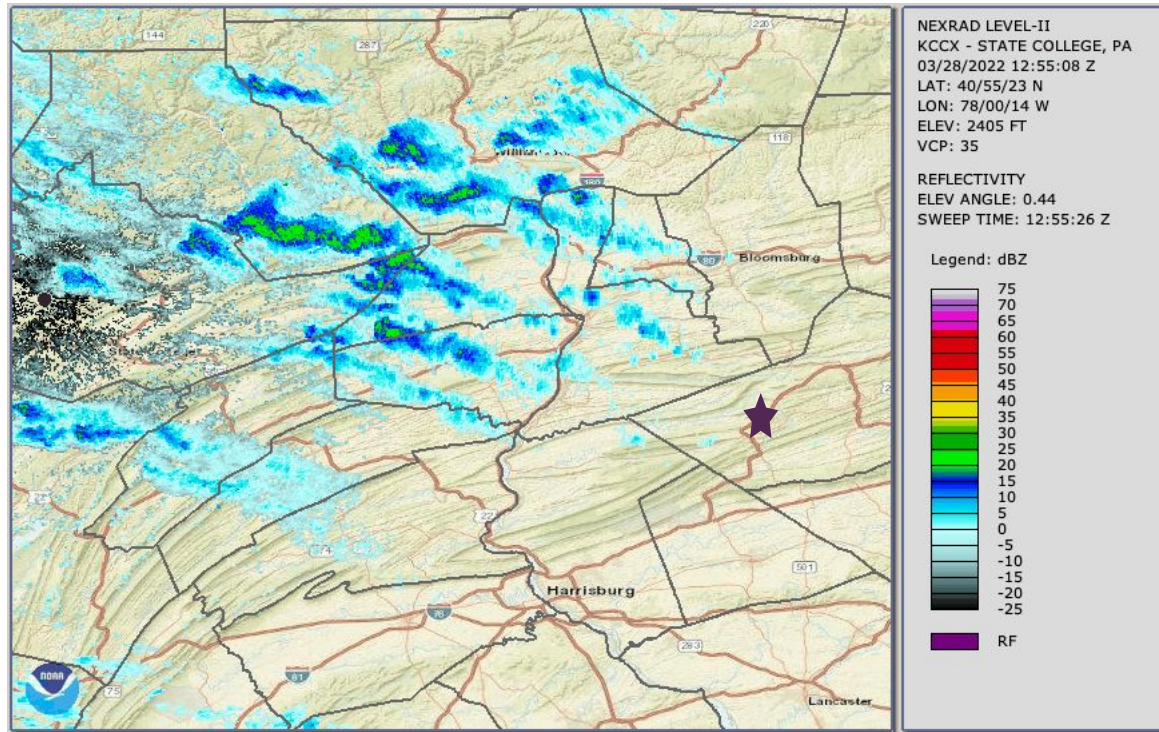 144
287
220
118
180
80
Bloomsburg
22
74
Harrisburg
501
76
283
81
75
Lancaster
NOAA
NEXRAD LEVEL-II
KCCX - STATE COLLEGE, PA
03/28/2022 12:55:08 Z
LAT: 40/55/23 N
LON: 78/00/14 W
ELEV: 2405 FT
VCP: 35
REFLECTIVITY
ELEV ANGLE: 0.44
SWEEP TIME: 12:55:26 Z
Legend: dBZ
75
70
65
60
55
50
45
40
35
30
25
20
15
10
5
0
-5
-10
-15
-20
-25
RF